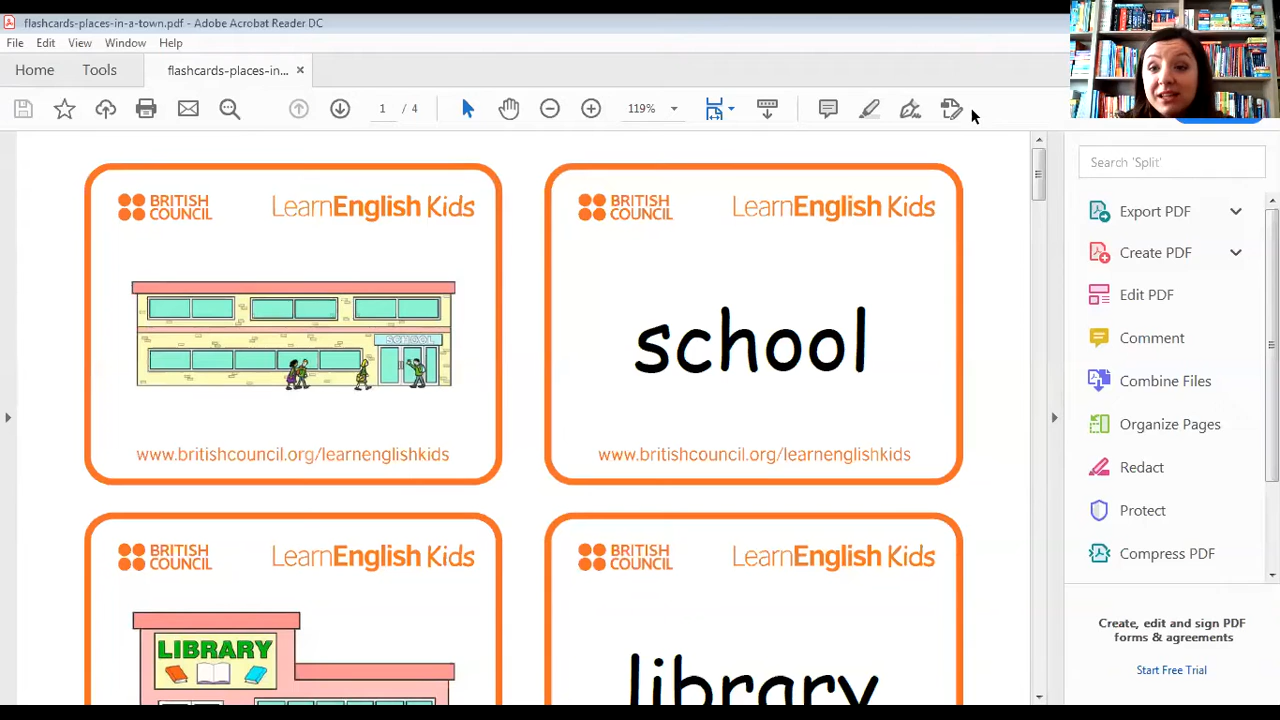 flashcards-places-in-a-town.pdf - Adobe Acrobat Reader DC
File Edit View Window Help
Home Tools flashcards-places-in...
1 / 4 119%
Search 'Split'
Export PDF
Create PDF
Edit PDF
Comment
Combine Files
Organize Pages
Redact
Protect
Compress PDF
Create, edit and sign PDF
forms & agreements
Start Free Trial
BRITISH
COUNCIL
LearnEnglish Kids
SCHOOL
www.britishcouncil.org/learnenglishkids
BRITISH
COUNCIL
LearnEnglish Kids
school
www.britishcouncil.org/learnenglishkids
BRITISH
COUNCIL
LearnEnglish Kids
LIBRARY
BRITISH
COUNCIL
LearnEnglish Kids
library